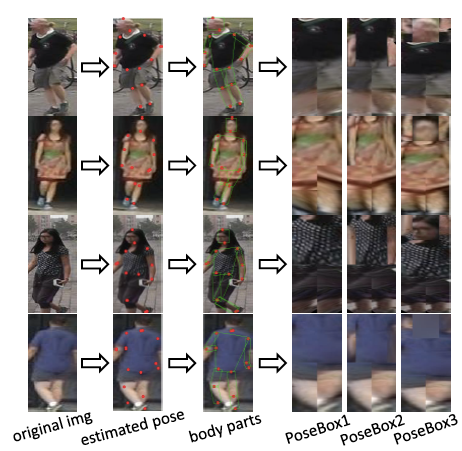 original img
estimated pose
body parts
PoseBox1
PoseBox2
PoseBox3